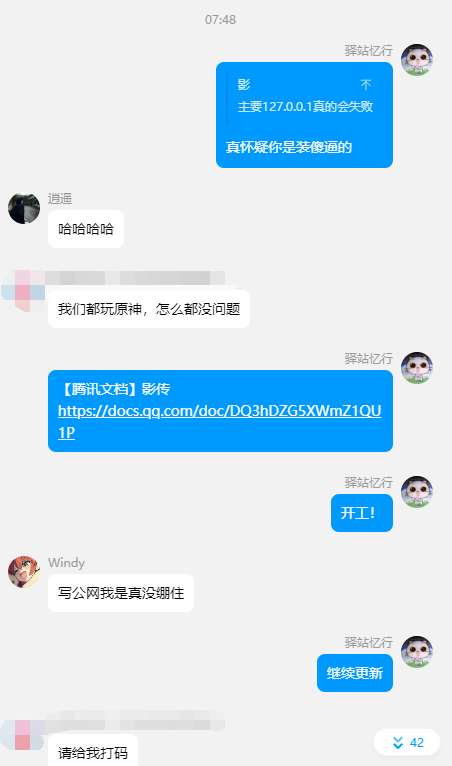 07:48
驿站忆行
影
不
主要127.0.0.1真的会失败
真怀疑你是装傻逼的
逍遥
哈哈哈哈
我们都玩原神，怎么都没问题
驿站忆行
【腾讯文档】影传
https://docs.qq.com/doc/DQ3hDZG5XWmZ1QU
1P
驿站忆行
开工！
Windy
写公网我是真没绷住
驿站忆行
继续更新
42
请给我打码